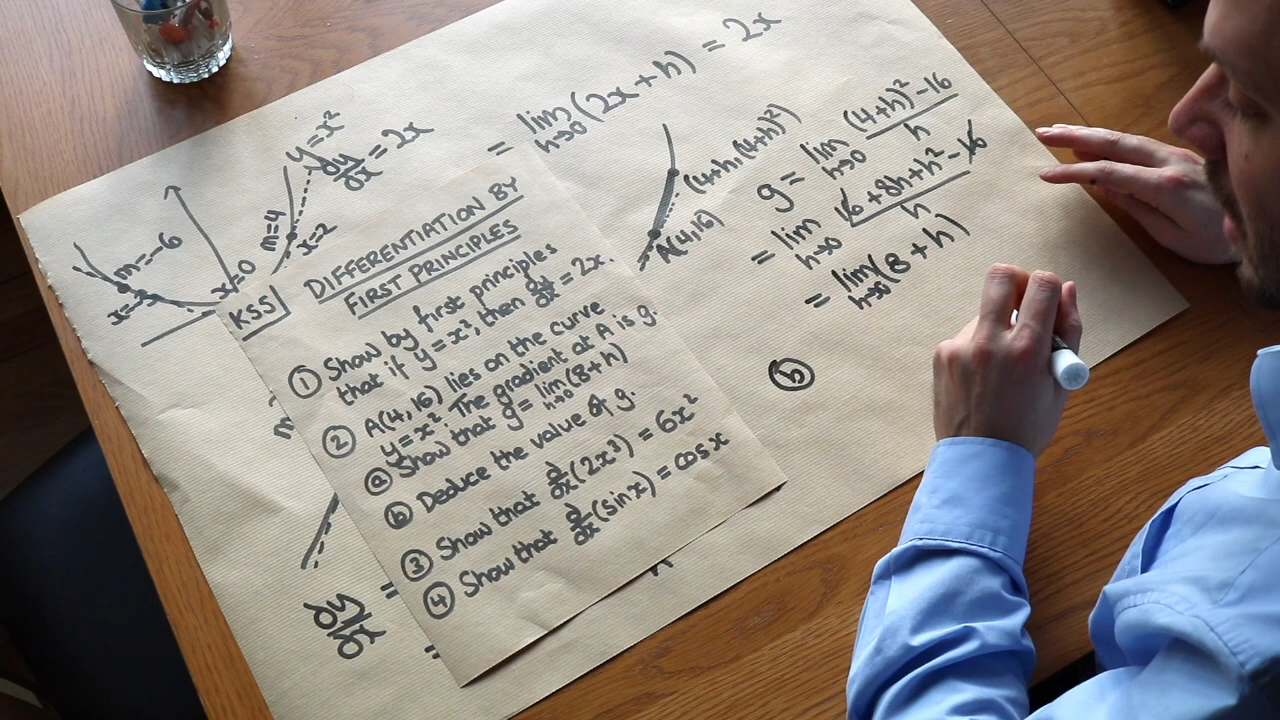 y=x²
dy/dx = 2x
m=4
x=2
m=-6
x=0
= lim h→0 (2x+h) = 2x
KS5
DIFFERENTIATION BY
FIRST PRINCIPLES
① Show by first principles
that if y=x², then dy/dx = 2x.
② A(4,16) lies on the curve
y=x². The gradient at A is g.
ⓐ Show that g= lim h→0 (8+h)
ⓑ Deduce the value of g.
③ Show that d/dx(2x³) = 6x²
④ Show that d/dx(sinx) = cosx
dy/dx
=
=
(4+h,(4+h)²)
A(4,16)
g = lim h→0 (4+h)²-16 / h
= lim h→0 16+8h+h²-16 / h
= lim h→0 (8+h)
ⓑ